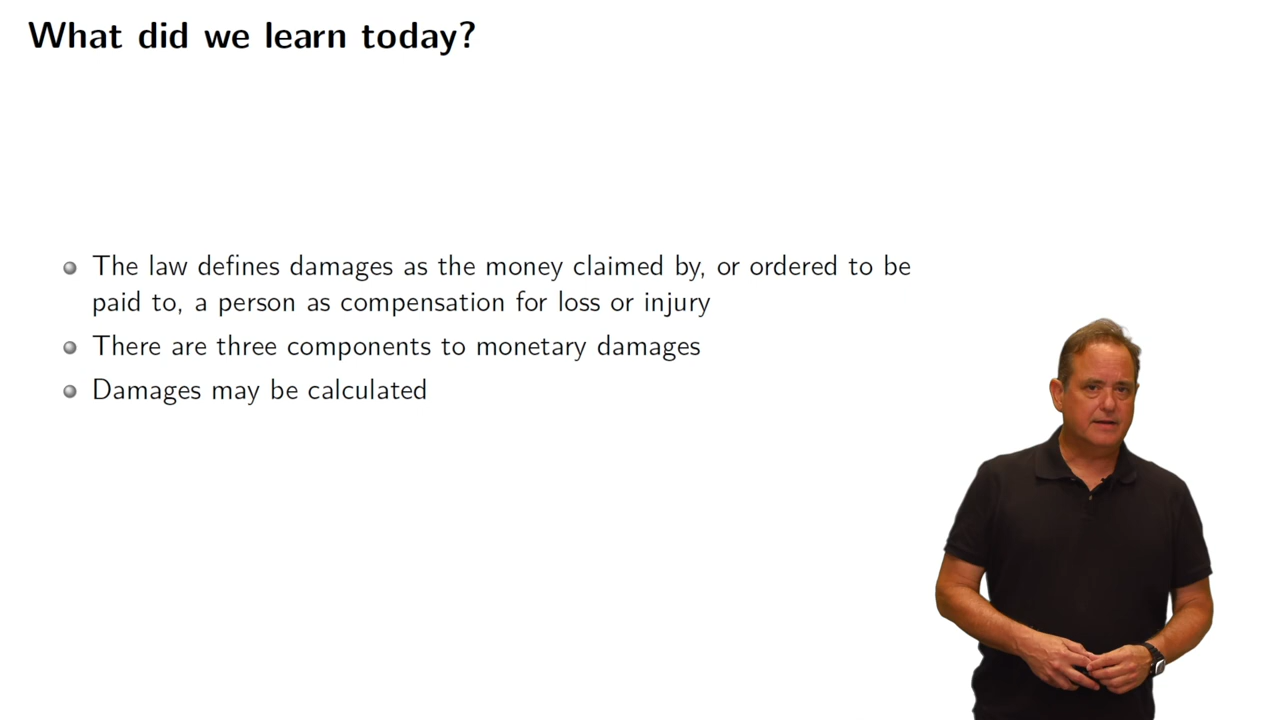 What did we learn today?
The law defines damages as the money claimed by, or ordered to be
paid to, a person as compensation for loss or injury
There are three components to monetary damages
Damages may be calculated